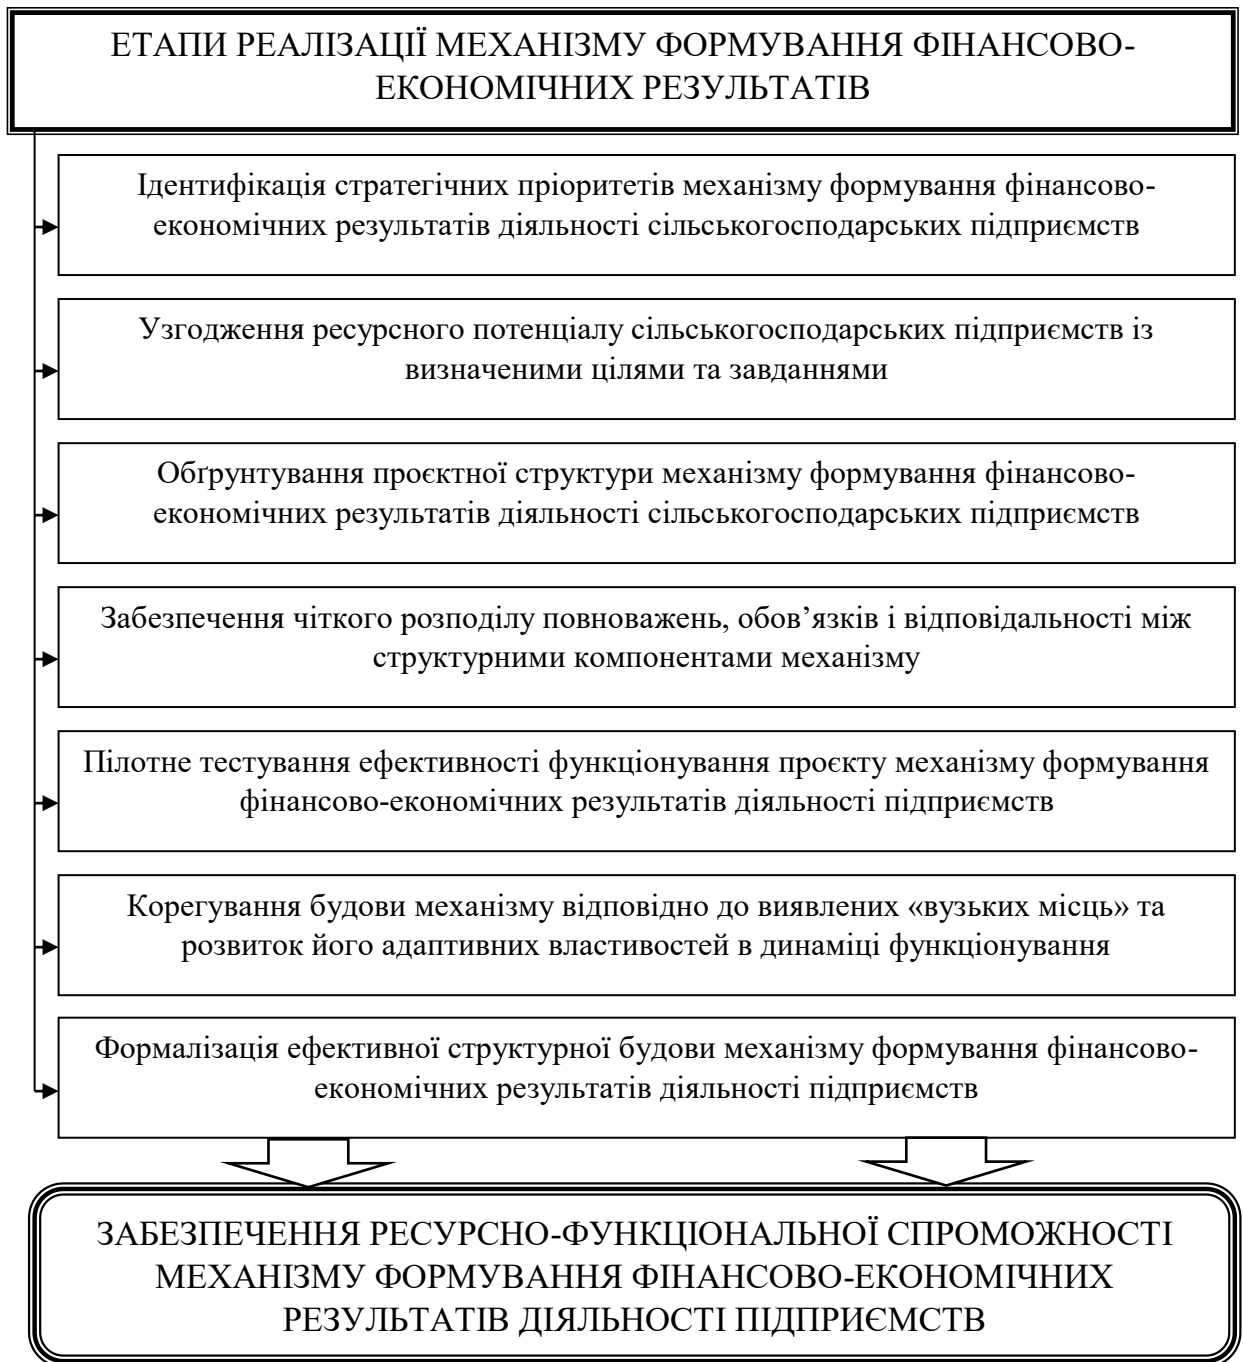 ЕТАПИ РЕАЛІЗАЦІЇ МЕХАНІЗМУ ФОРМУВАННЯ ФІНАНСОВО-
ЕКОНОМІЧНИХ РЕЗУЛЬТАТІВ
Ідентифікація стратегічних пріоритетів механізму формування фінансово-
економічних результатів діяльності сільськогосподарських підприємств
Узгодження ресурсного потенціалу сільськогосподарських підприємств із
визначеними цілями та завданнями
Обґрунтування проєктної структури механізму формування фінансово-
економічних результатів діяльності сільськогосподарських підприємств
Забезпечення чіткого розподілу повноважень, обов’язків і відповідальності між
структурними компонентами механізму
Пілотне тестування ефективності функціонування проєкту механізму формування
фінансово-економічних результатів діяльності підприємств
Корегування будови механізму відповідно до виявлених «вузьких місць» та
розвиток його адаптивних властивостей в динаміці функціонування
Формалізація ефективної структурної будови механізму формування фінансово-
економічних результатів діяльності підприємств
ЗАБЕЗПЕЧЕННЯ РЕСУРСНО-ФУНКЦІОНАЛЬНОЇ СПРОМОЖНОСТІ
МЕХАНІЗМУ ФОРМУВАННЯ ФІНАНСОВО-ЕКОНОМІЧНИХ
РЕЗУЛЬТАТІВ ДІЯЛЬНОСТІ ПІДПРИЄМСТВ